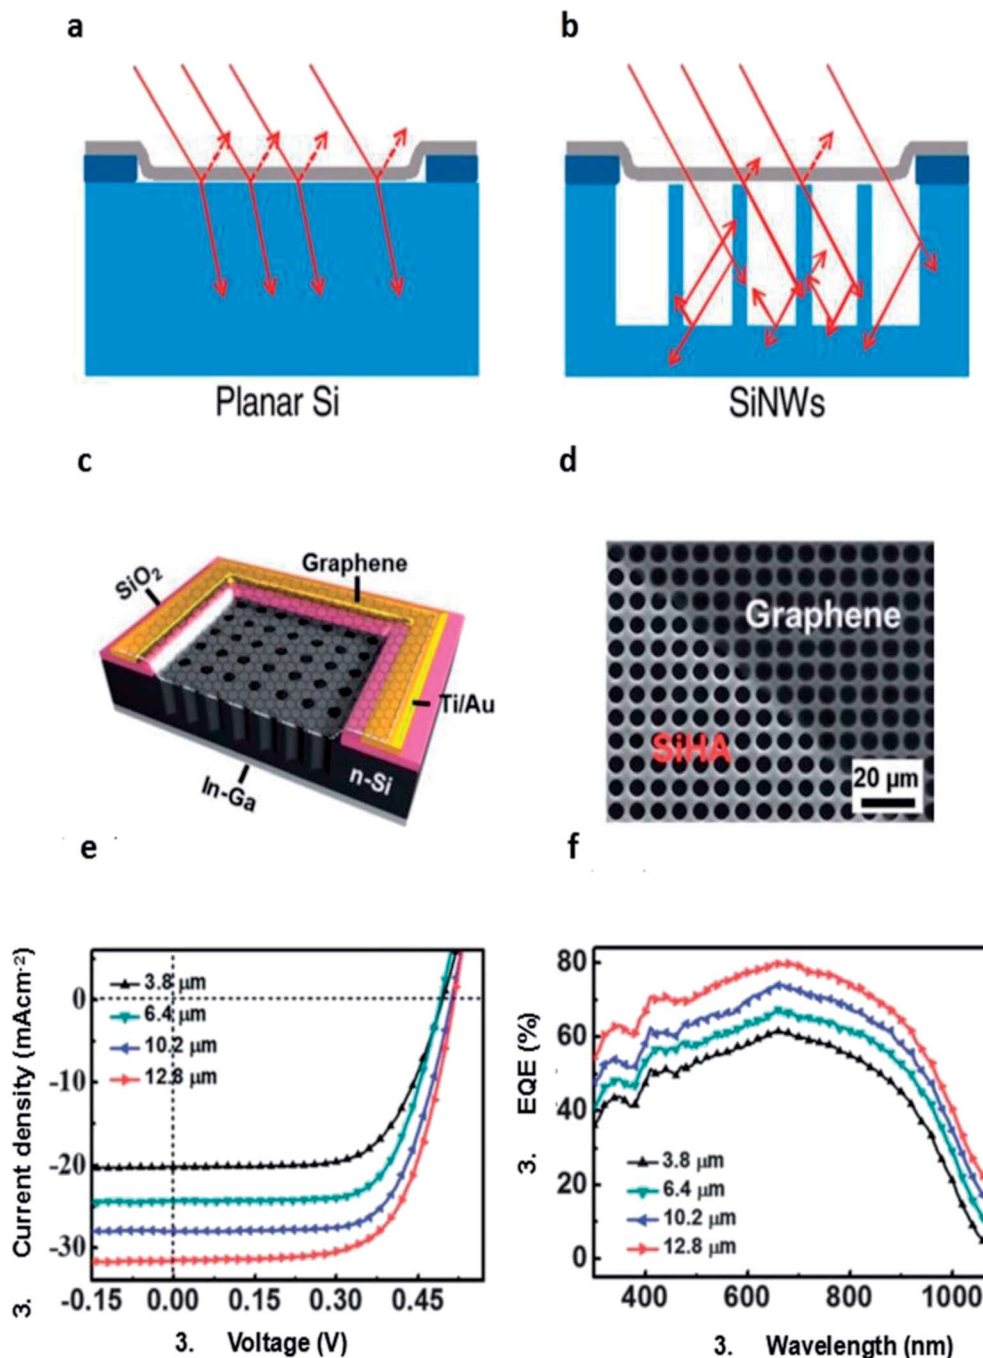 a
b
Planar Si
SiNWs
c
d
SiO2
Graphene
Ti/Au
n-Si
In-Ga
Graphene
SiHA
20 μm
e
f
3. Current density (mAcm-2)
0
-10
-20
-30
3.8 μm
6.4 μm
10.2 μm
12.8 μm
-0.15 0.00 0.15 0.30 0.45
3. Voltage (V)
3. EQE (%)
80
60
40
20
0
3.8 μm
6.4 μm
10.2 μm
12.8 μm
400 600 800 1000
3. Wavelength (nm)